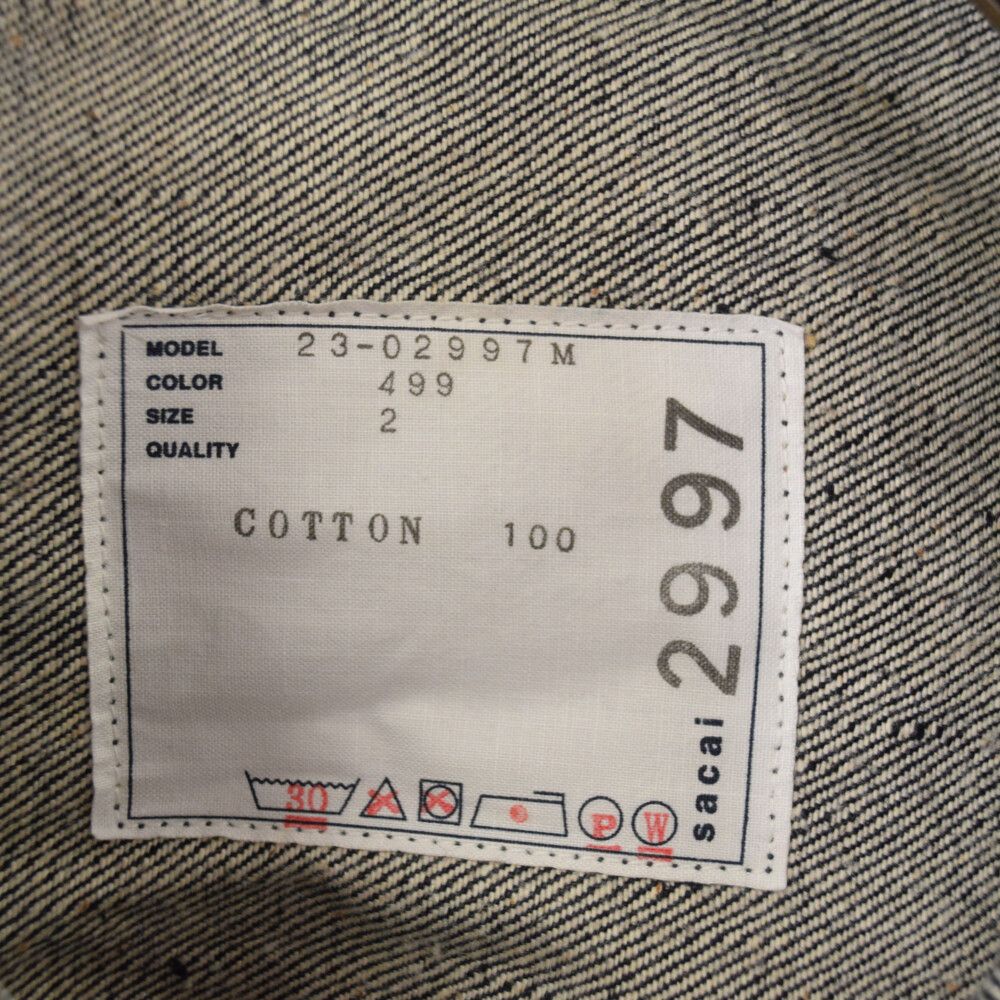 MODEL 23-02997M
COLOR 499
SIZE 2
QUALITY
COTTON 100
sacai 2997
30 P W